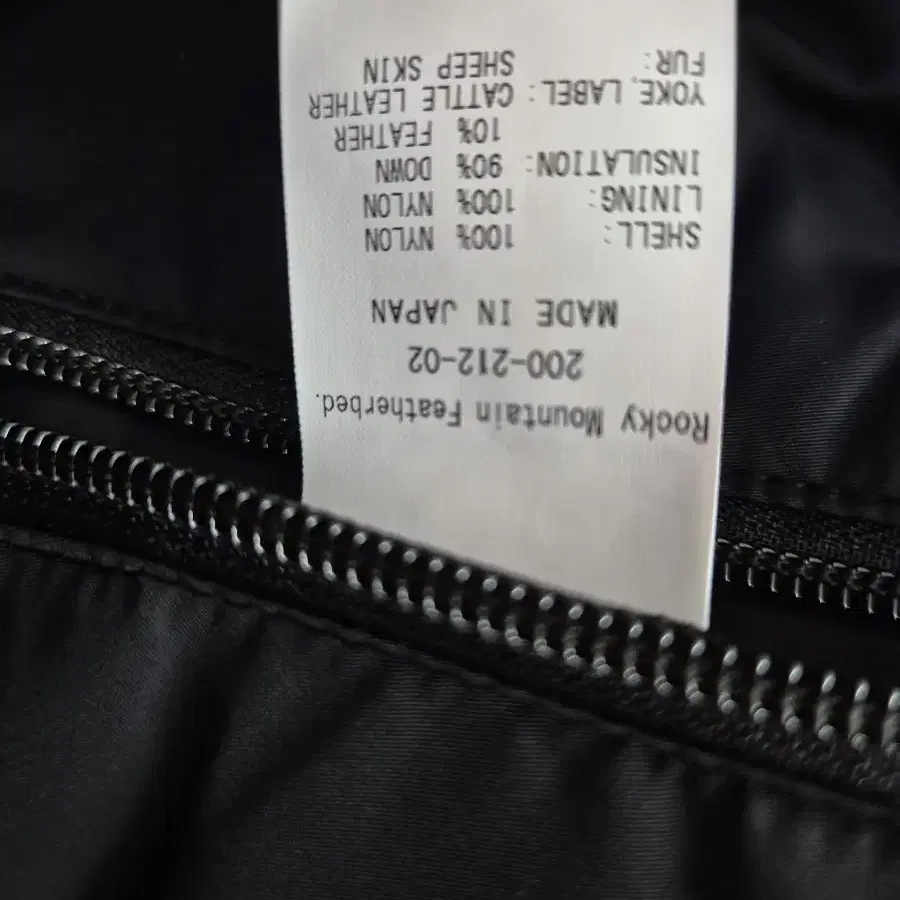 Rocky Mountain Featherbed.
200-212-02
MADE IN JAPAN
SHELL: 100% NYLON
LINING: 100% NYLON
INSULATION: 90% DOWN
10% FEATHER
YOKE, LABEL: CATTLE LEATHER
FUR: SHEEP SKIN